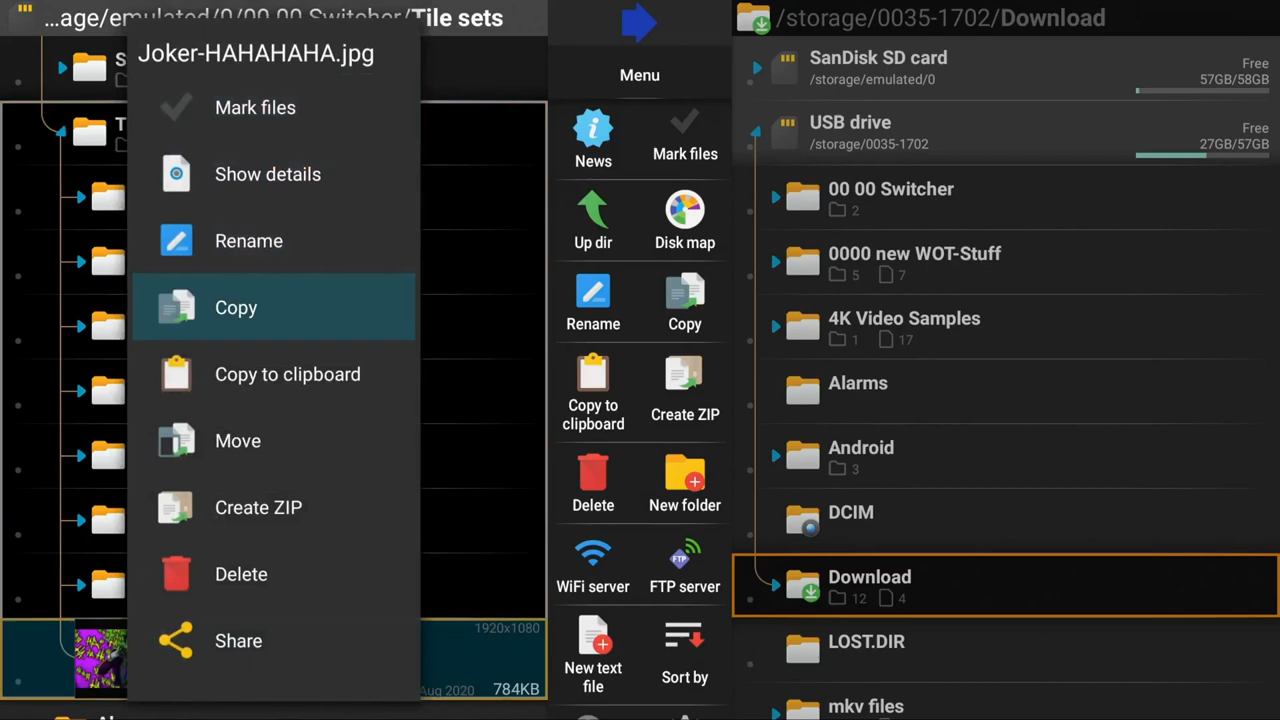 ...age/emulated/0/00 00 Switcher/Tile sets
Joker-HAHAHAHA.jpg
Mark files
Show details
Rename
Copy
Copy to clipboard
Move
Create ZIP
Delete
Share
S
T
1920x1080
Aug 2020
784KB
Menu
News
Mark files
Up dir
Disk map
Rename
Copy
Copy to
clipboard
Create ZIP
Delete
New folder
WiFi server
FTP server
New text
file
Sort by
/storage/0035-1702/Download
SanDisk SD card
/storage/emulated/0
Free
57GB/58GB
USB drive
/storage/0035-1702
Free
27GB/57GB
00 00 Switcher
2
0000 new WOT-Stuff
5 7
4K Video Samples
1 17
Alarms
Android
3
DCIM
Download
12 4
LOST.DIR
mkv files